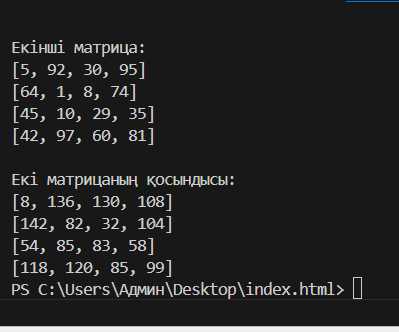 Екінші матрица:
[5, 92, 30, 95]
[64, 1, 8, 74]
[45, 10, 29, 35]
[42, 97, 60, 81]
Екі матрицаның қосындысы:
[8, 136, 130, 108]
[142, 82, 32, 104]
[54, 85, 83, 58]
[118, 120, 85, 99]
PS C:\Users\Админ\Desktop\index.html>